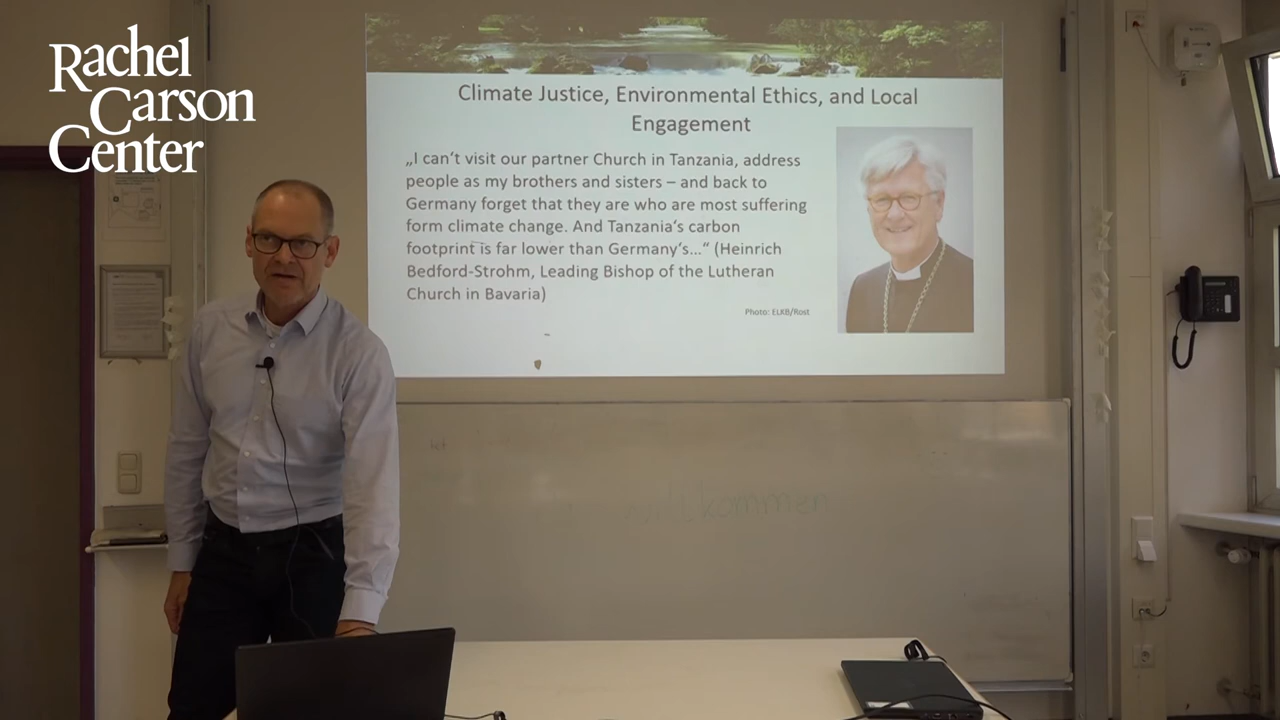 Rachel
Carson
Center
Climate Justice, Environmental Ethics, and Local
Engagement
„I can't visit our partner Church in Tanzania, address
people as my brothers and sisters – and back to
Germany forget that they are who are most suffering
form climate change. And Tanzania's carbon
footprint is far lower than Germany's...“ (Heinrich
Bedford-Strohm, Leading Bishop of the Lutheran
Church in Bavaria)
Photo: ELKB/Rost
willkommen